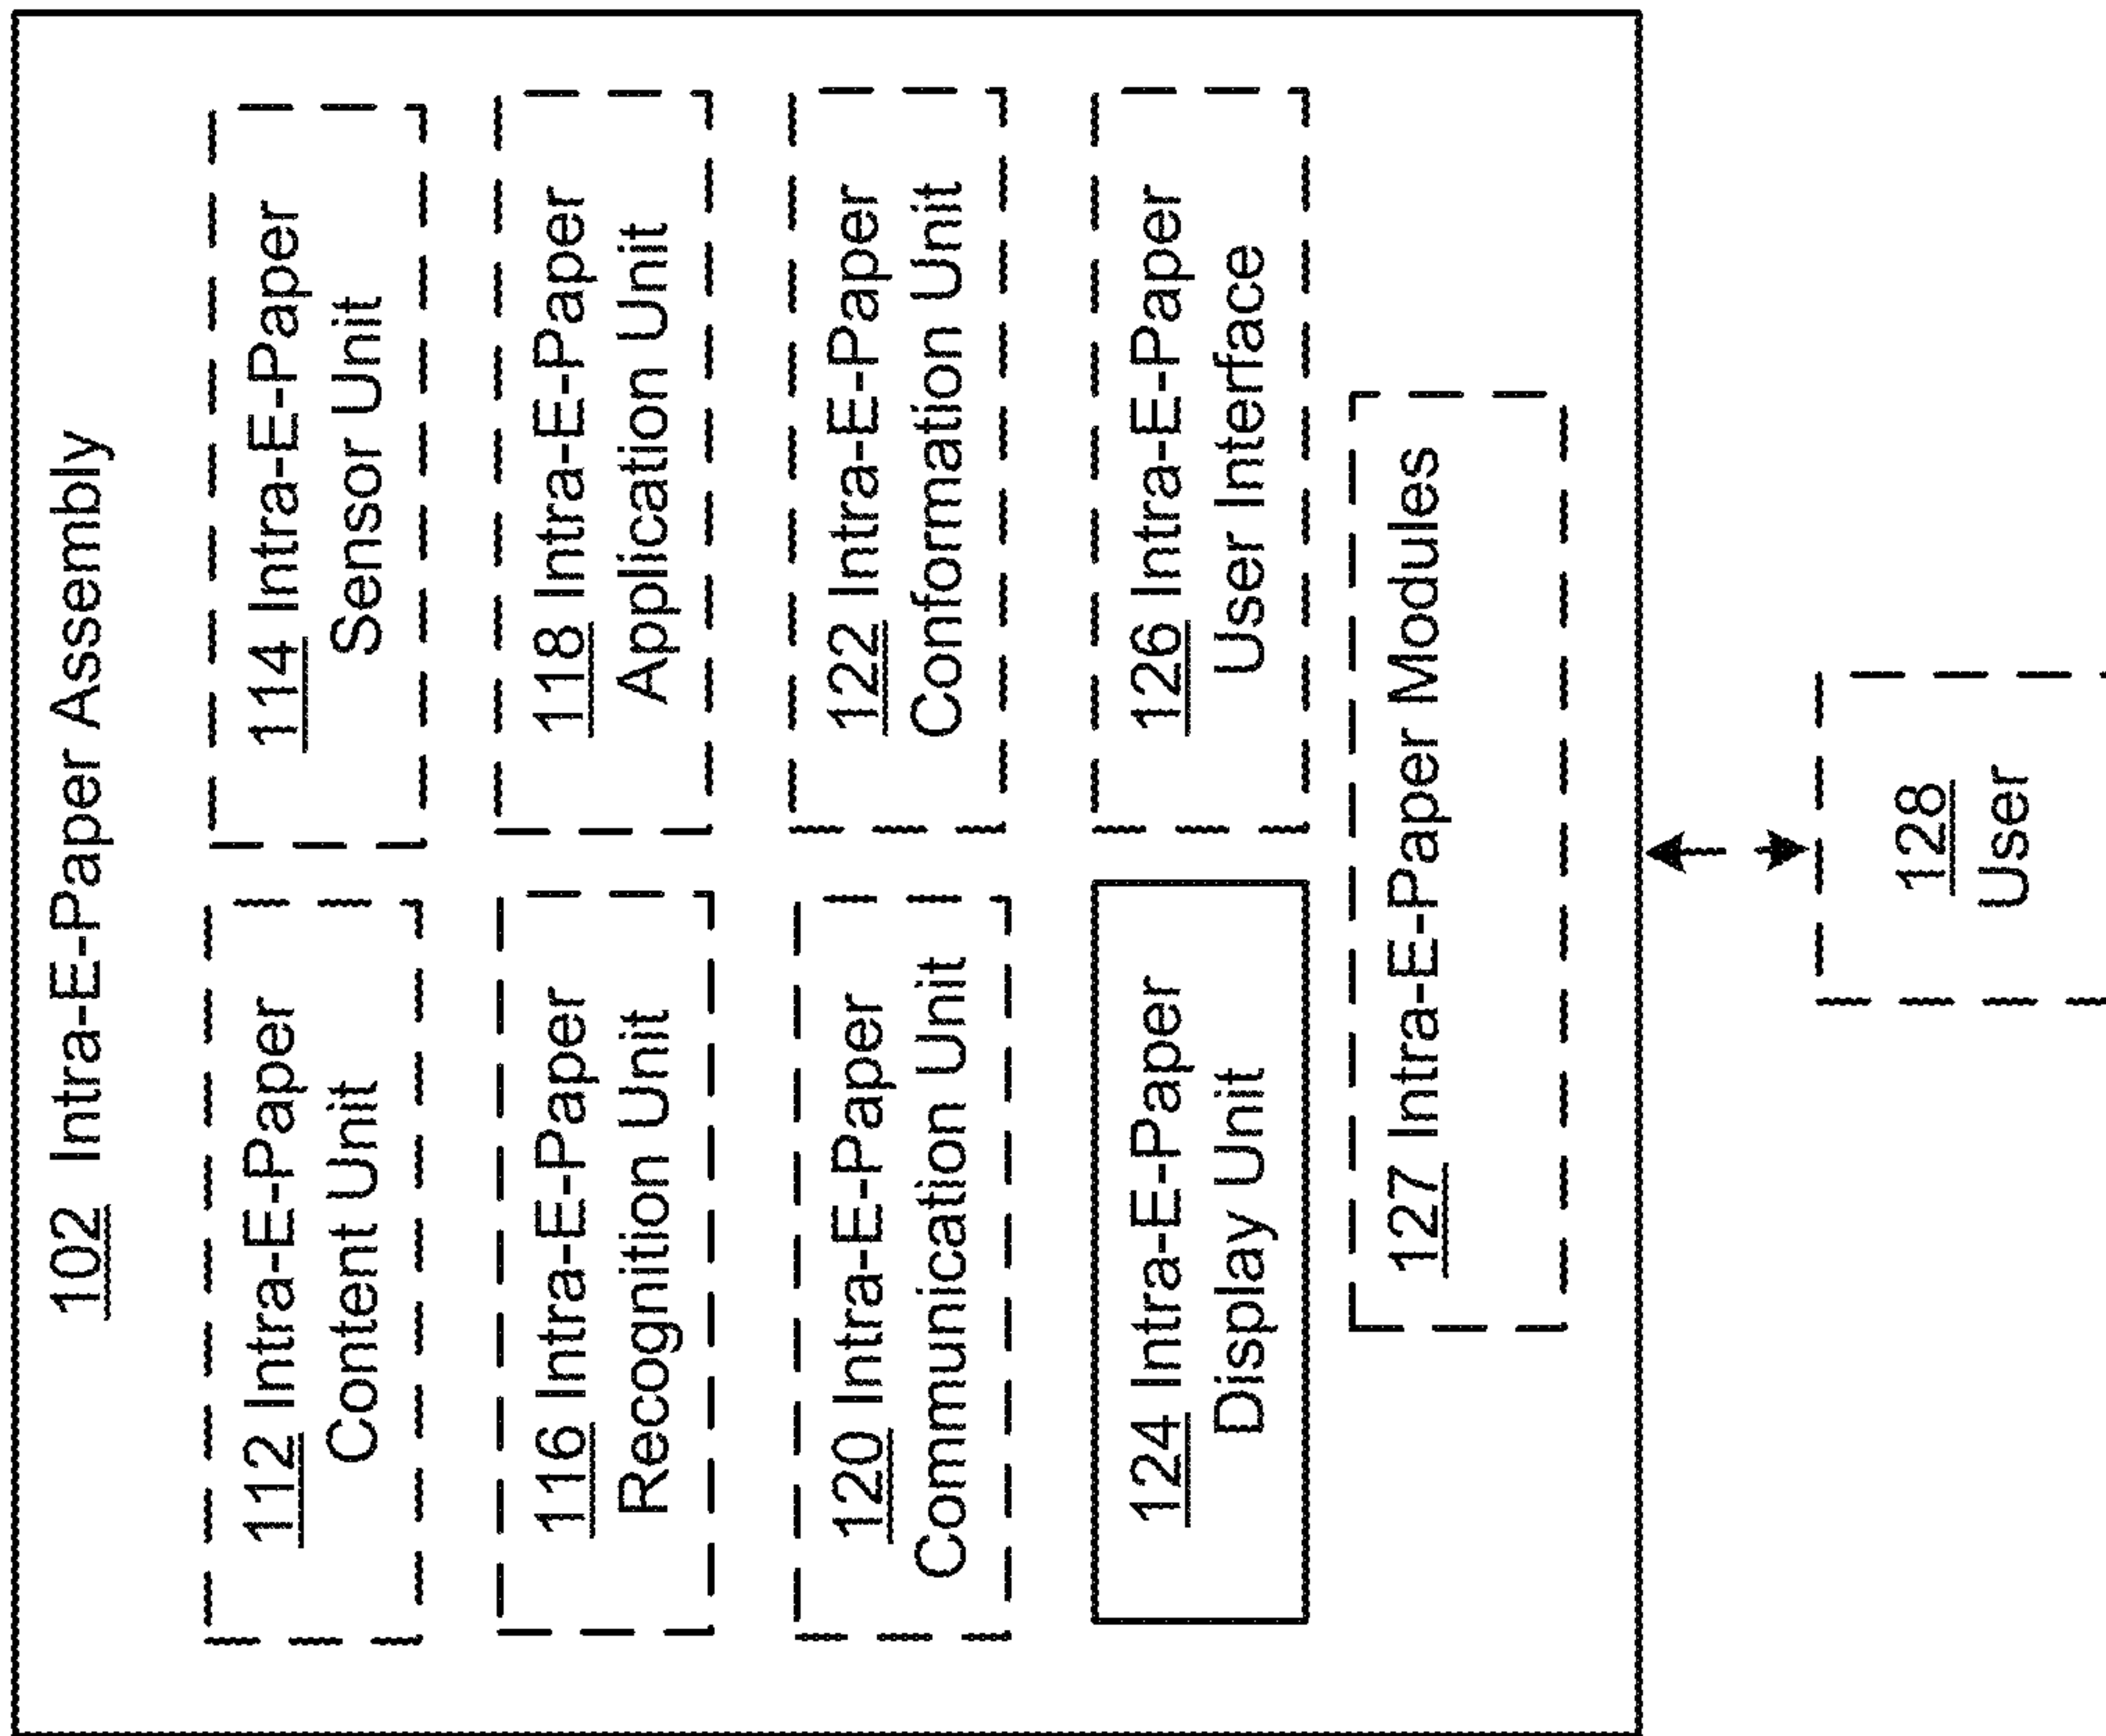 102 Intra-E-Paper Assembly
112 Intra-E-Paper
Content Unit
114 Intra-E-Paper
Sensor Unit
116 Intra-E-Paper
Recognition Unit
118 Intra-E-Paper
Application Unit
120 Intra-E-Paper
Communication Unit
122 Intra-E-Paper
Conformation Unit
124 Intra-E-Paper
Display Unit
126 Intra-E-Paper
User Interface
127 Intra-E-Paper Modules
128
User